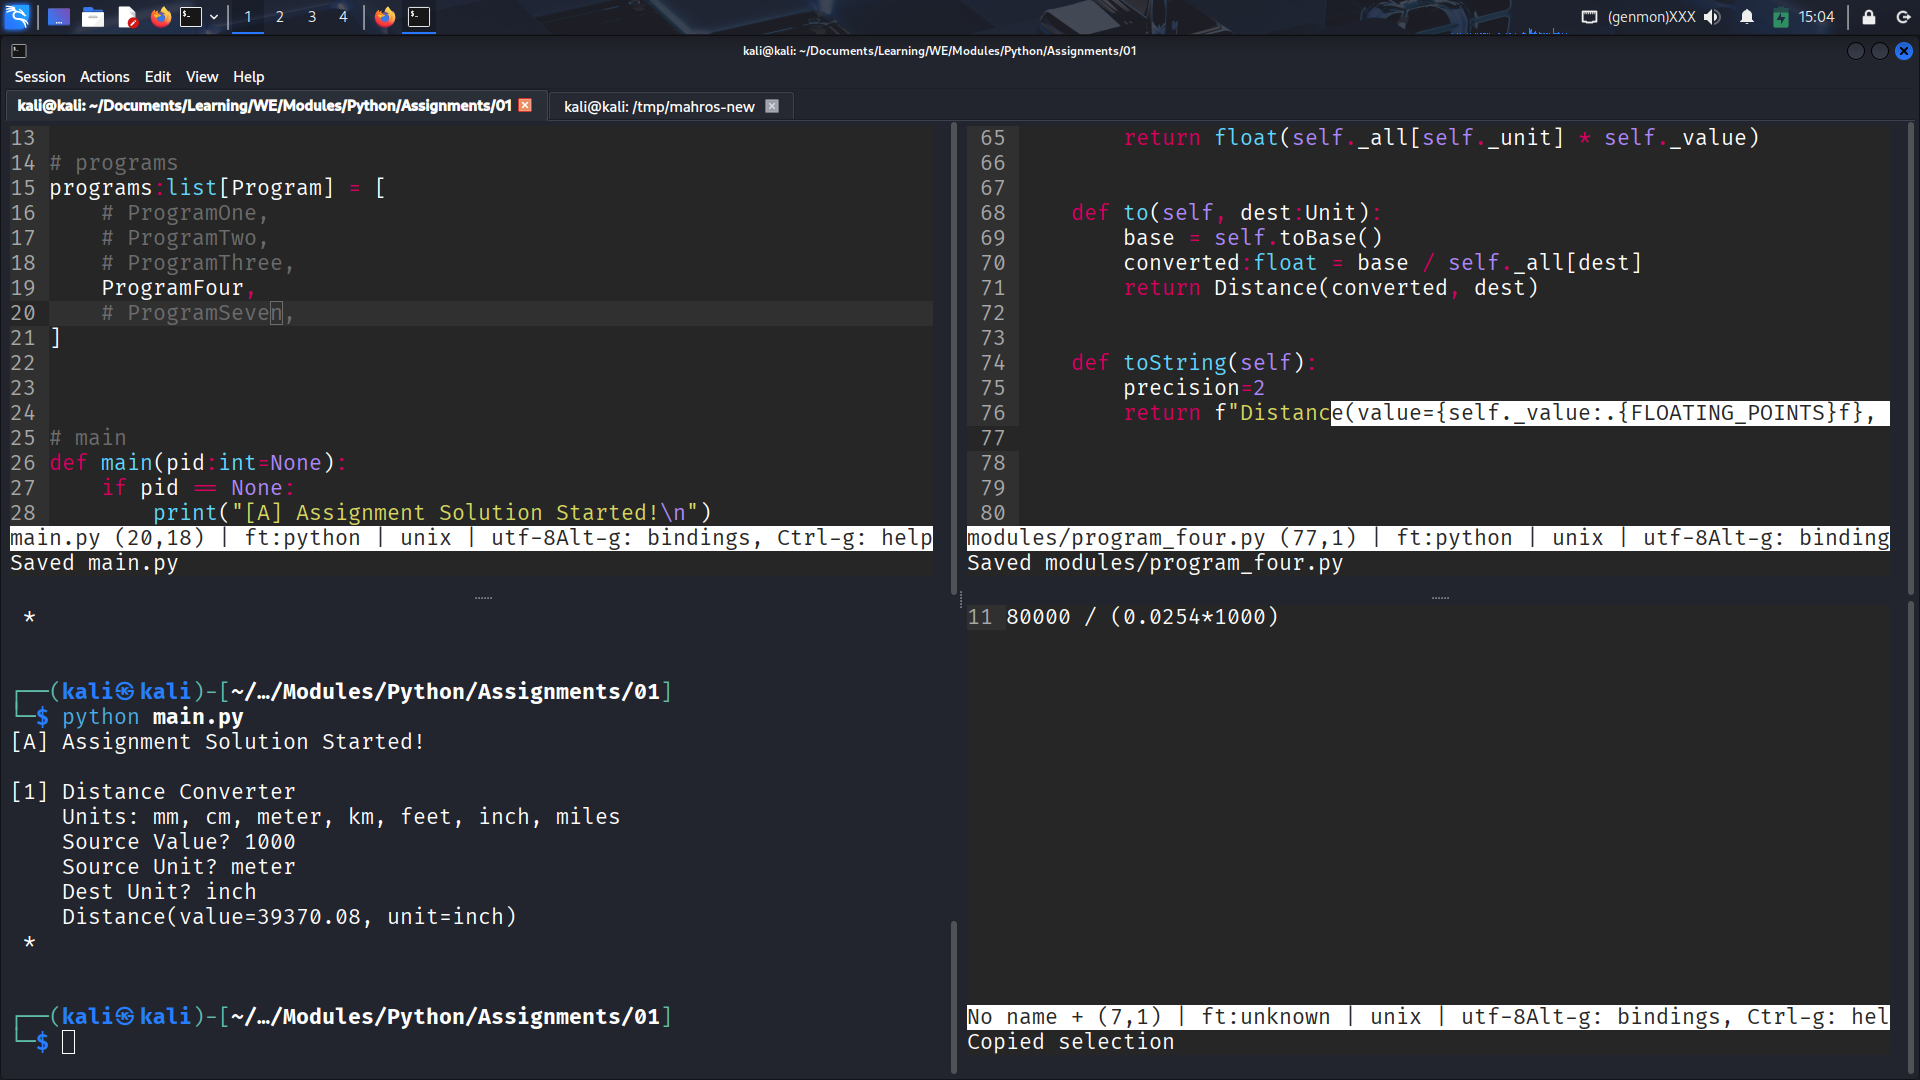 1 2 3 4
(genmon)XXX 15:04
kali@kali: ~/Documents/Learning/WE/Modules/Python/Assignments/01
Session Actions Edit View Help
kali@kali: ~/Documents/Learning/WE/Modules/Python/Assignments/01
kali@kali: /tmp/mahros-new
13
14 # programs
15 programs:list[Program] = [
16     # ProgramOne,
17     # ProgramTwo,
18     # ProgramThree,
19     ProgramFour,
20     # ProgramSeven,
21 ]
22
23
24
25 # main
26 def main(pid:int=None):
27     if pid == None:
28         print("[A] Assignment Solution Started!\n")
main.py (20,18) | ft:python | unix | utf-8Alt-g: bindings, Ctrl-g: help
Saved main.py
65         return float(self._all[self._unit] * self._value)
66
67
68     def to(self, dest:Unit):
69         base = self.toBase()
70         converted:float = base / self._all[dest]
71         return Distance(converted, dest)
72
73
74     def toString(self):
75         precision=2
76         return f"Distance(value={self._value:.{FLOATING_POINTS}f},
77
78
79
80
modules/program_four.py (77,1) | ft:python | unix | utf-8Alt-g: binding
Saved modules/program_four.py
*
┌──(kali㉿kali)-[~/…/Modules/Python/Assignments/01]
└─$ python main.py
[A] Assignment Solution Started!
[1] Distance Converter
    Units: mm, cm, meter, km, feet, inch, miles
    Source Value? 1000
    Source Unit? meter
    Dest Unit? inch
    Distance(value=39370.08, unit=inch)
*
┌──(kali㉿kali)-[~/…/Modules/Python/Assignments/01]
└─$
11 80000 / (0.0254*1000)
No name + (7,1) | ft:unknown | unix | utf-8Alt-g: bindings, Ctrl-g: hel
Copied selection